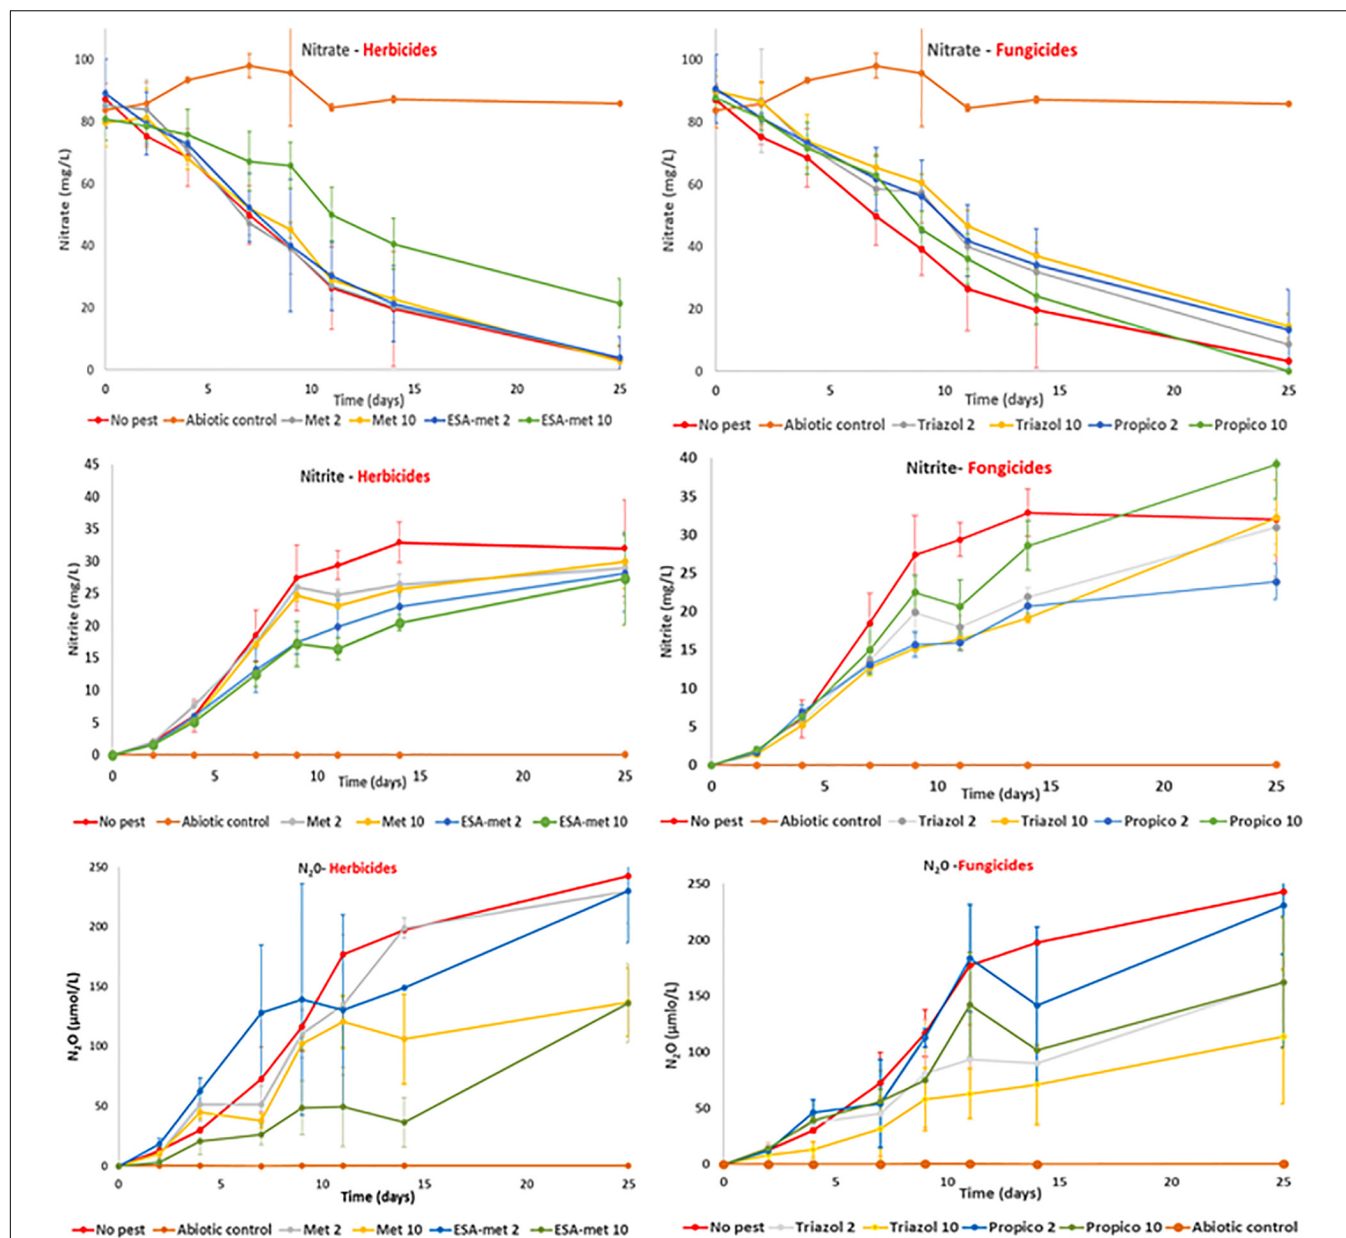 Nitrate - Herbicides
100
80
60
40
20
0
Nitrate (mg/L)
0 5 10 15 20 25
Time (days)
No pest Abiotic control Met 2 Met 10 ESA-met 2 ESA-met 10
Nitrate - Fungicides
100
80
60
40
20
0
Nitrate (mg/L)
0 5 10 15 20 25
Time (days)
No pest Abiotic control Triazol 2 Triazol 10 Propico 2 Propico 10
Nitrite - Herbicides
45
40
35
30
25
20
15
10
5
0
Nitrite (mg/L)
0 5 10 15 20 25
Time (days)
No pest Abiotic control Met 2 Met 10 ESA-met 2 ESA-met 10
Nitrite- Fongicides
40
35
30
25
20
15
10
5
0
Nitrite (mg/L)
0 5 10 15 20 25
Time (days)
No pest Abiotic control Triazol 2 Triazol 10 Propico 2 Propico 10
N₂O- Herbicides
250
200
150
100
50
0
N₂O (µmol/L)
0 5 10 15 20 25
Time (days)
No pest Abiotic control Met 2 Met 10 ESA-met 2 ESA-met 10
N₂O -Fungicides
250
200
150
100
50
0
N₂O (µmlo/L)
0 5 10 15 20 25
Time (days)
No pest Triazol 2 Triazol 10 Propico 2 Propico 10 Abiotic control